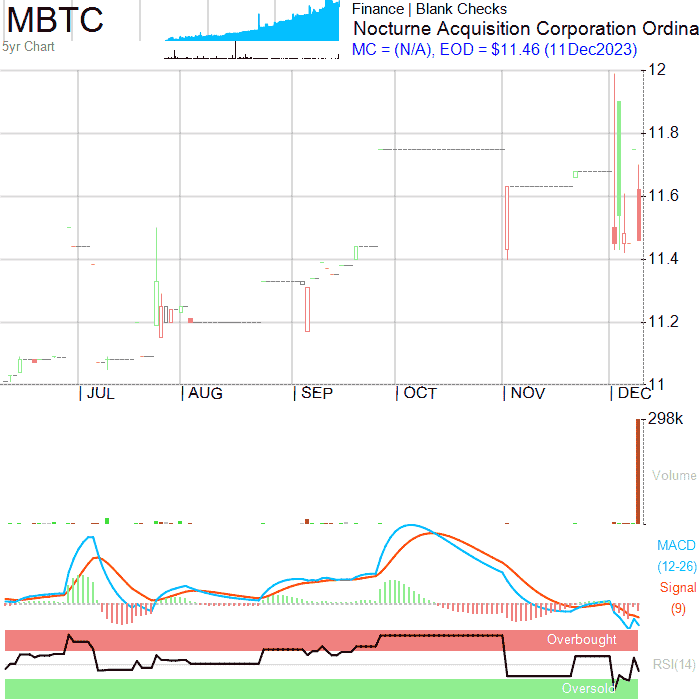 MBTC
5yr Chart
Finance | Blank Checks
Nocturne Acquisition Corporation Ordina
MC = (N/A), EOD = $11.46 (11Dec2023)
12
11.8
11.6
11.4
11.2
11
| JUL
| AUG
| SEP
| OCT
| NOV
| DEC
298k
Volume
MACD
(12-26)
Signal
(9)
Overbought
RSI(14)
Oversold